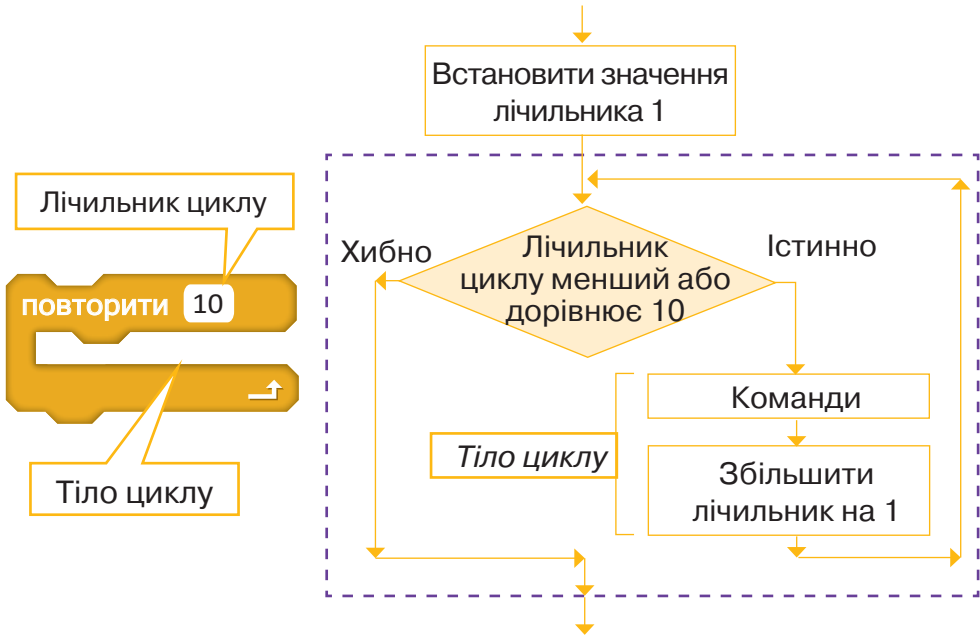 Встановити значення
лічильника 1
Лічильник циклу
повторити 10
Тіло циклу
Хибно
Лічильник
циклу менший або
дорівнює 10
Істинно
Команди
Тіло циклу
Збільшити
лічильник на 1